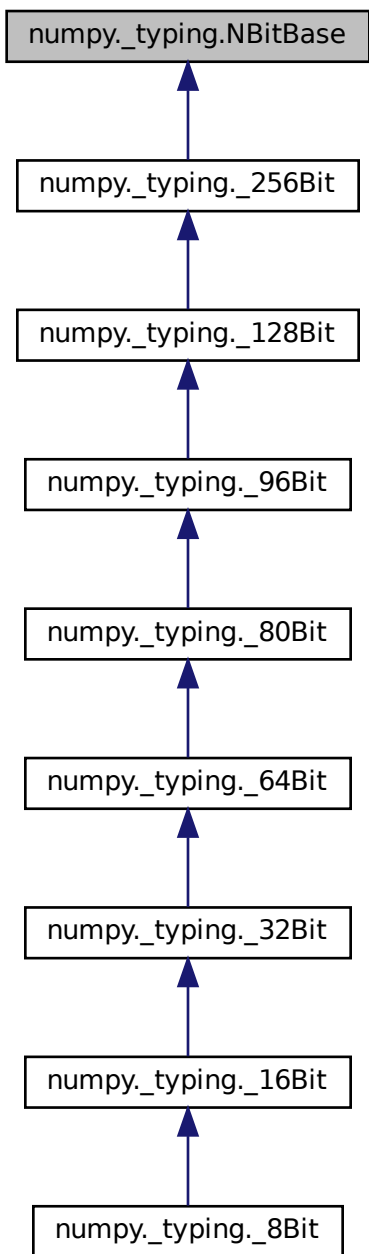 numpy._typing.NBitBase
numpy._typing._256Bit
numpy._typing._128Bit
numpy._typing._96Bit
numpy._typing._80Bit
numpy._typing._64Bit
numpy._typing._32Bit
numpy._typing._16Bit
numpy._typing._8Bit